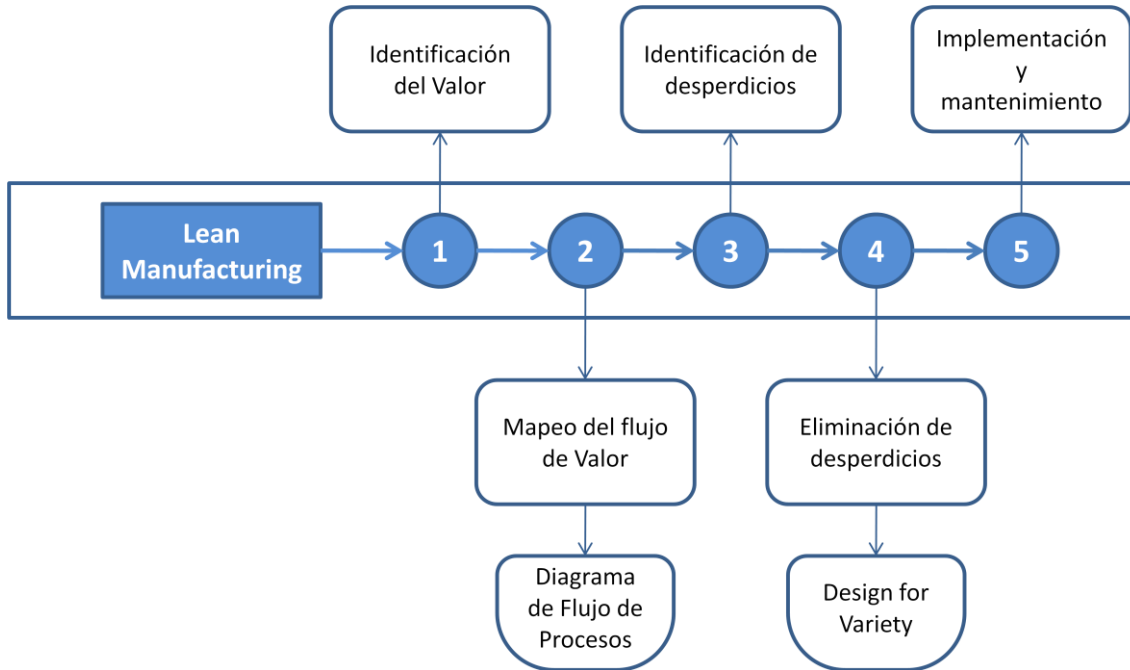 Identificación
del Valor
Identificación de
desperdicios
Implementación
y
mantenimiento
Lean
Manufacturing
1
2
3
4
5
Mapeo del flujo
de Valor
Eliminación de
desperdicios
Diagrama
de Flujo de
Procesos
Design for
Variety